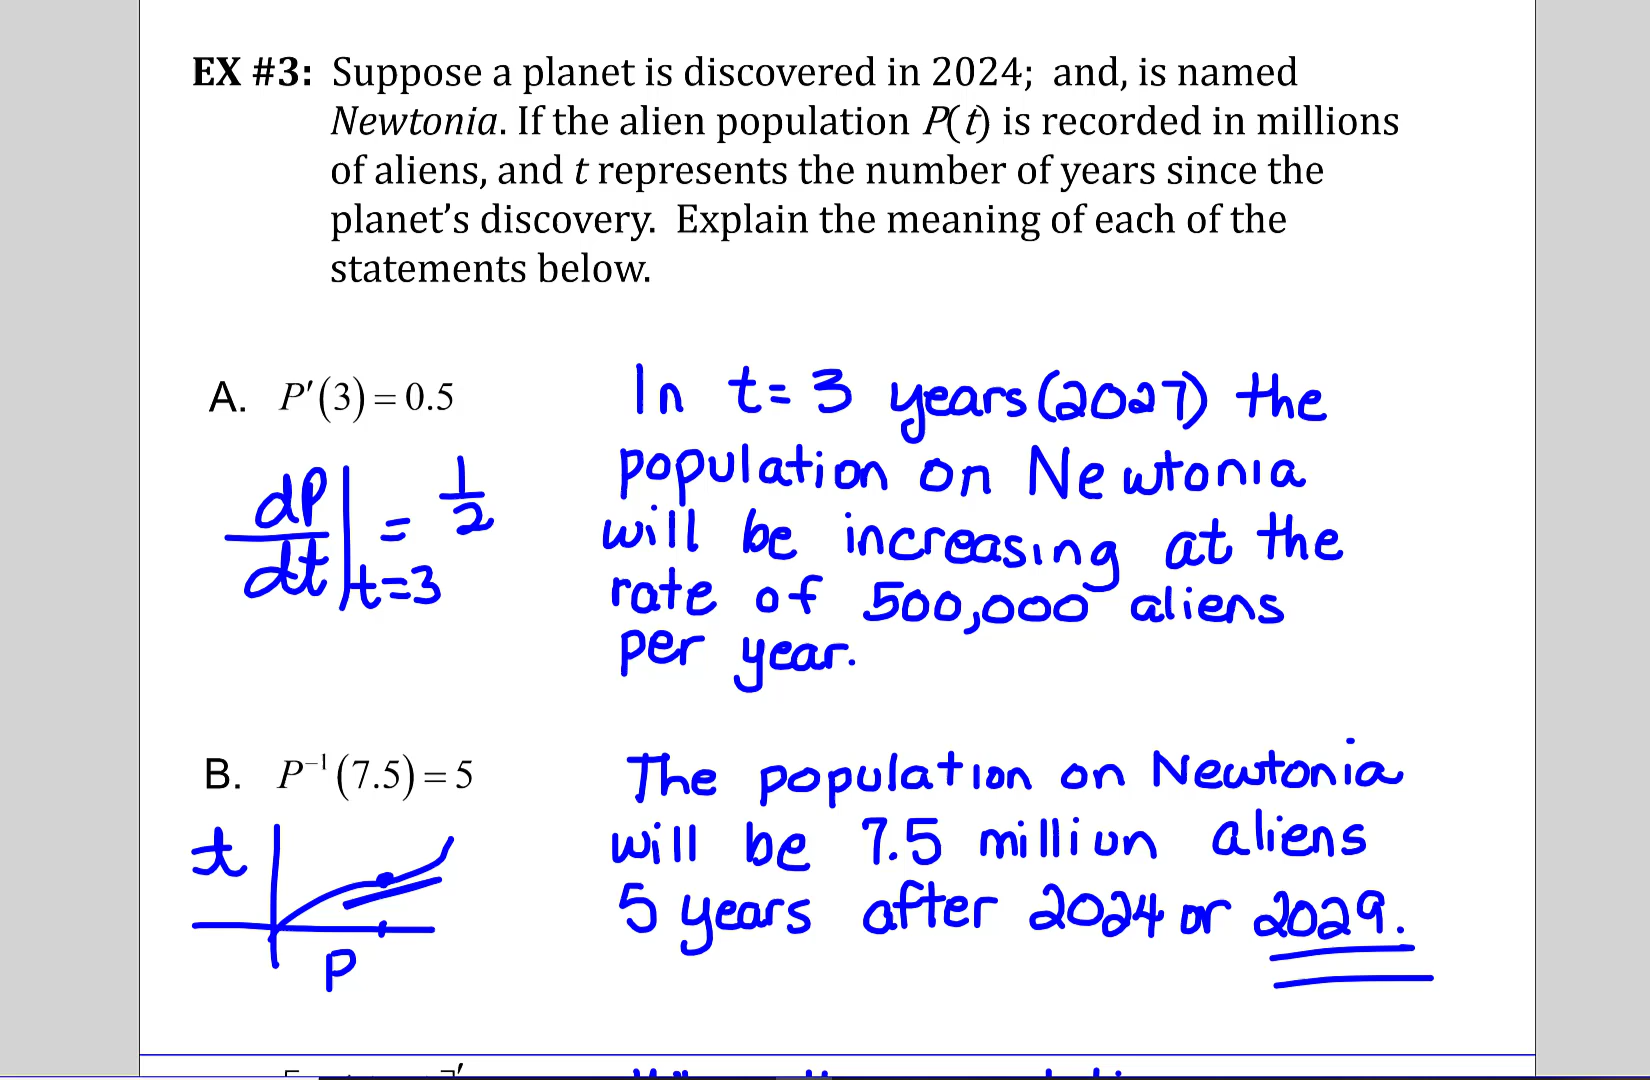 EX #3: Suppose a planet is discovered in 2024; and, is named
Newtonia. If the alien population P(t) is recorded in millions
of aliens, and t represents the number of years since the
planet's discovery. Explain the meaning of each of the
statements below.
A. P′(3) = 0.5
dP/dt | t=3 = 1/2
In t = 3 years (2027) the
population on Newtonia
will be increasing at the
rate of 500,000 aliens
per year.
B. P⁻¹(7.5) = 5
t
P
The population on Newtonia
will be 7.5 million aliens
5 years after 2024 or 2029.